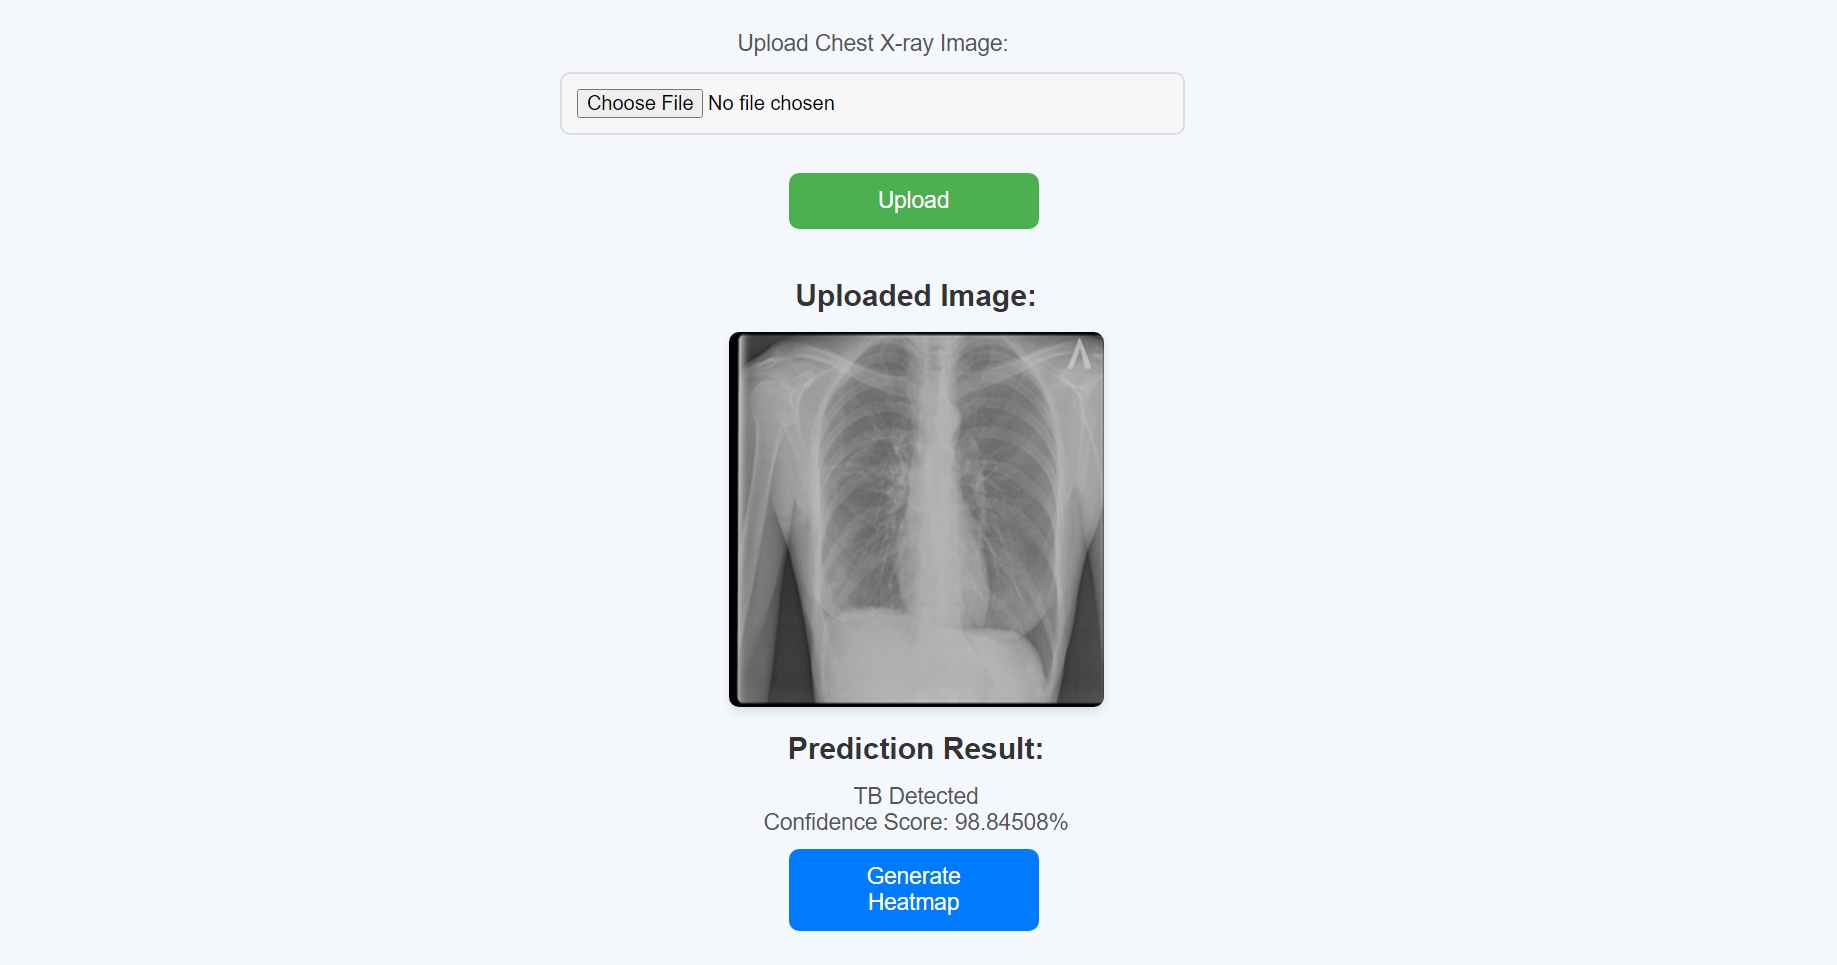 Upload Chest X-ray Image:
Choose File No file chosen
Upload
Uploaded Image:
Prediction Result:
TB Detected
Confidence Score: 98.84508%
Generate
Heatmap